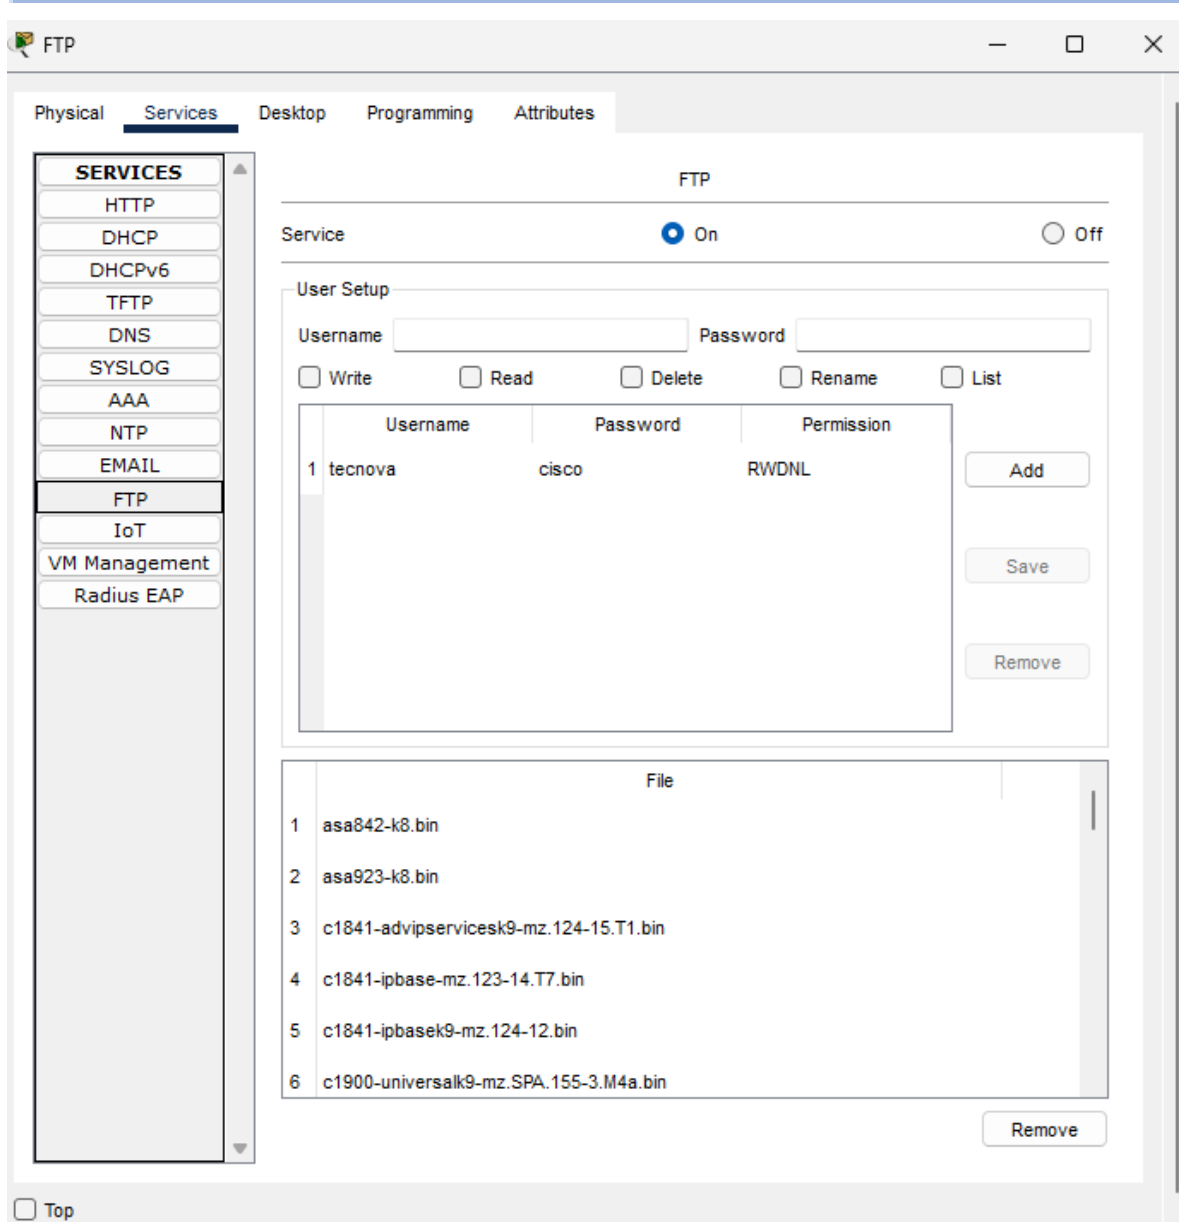 FTP
Physical Services Desktop Programming Attributes
SERVICES
HTTP
DHCP
DHCPv6
TFTP
DNS
SYSLOG
AAA
NTP
EMAIL
FTP
IoT
VM Management
Radius EAP
FTP
Service On Off
User Setup
Username Password
Write Read Delete Rename List
Username Password Permission
1 tecnova cisco RWDNL
Add
Save
Remove
File
1 asa842-k8.bin
2 asa923-k8.bin
3 c1841-advipservicesk9-mz.124-15.T1.bin
4 c1841-ipbase-mz.123-14.T7.bin
5 c1841-ipbasek9-mz.124-12.bin
6 c1900-universalk9-mz.SPA.155-3.M4a.bin
Remove
Top